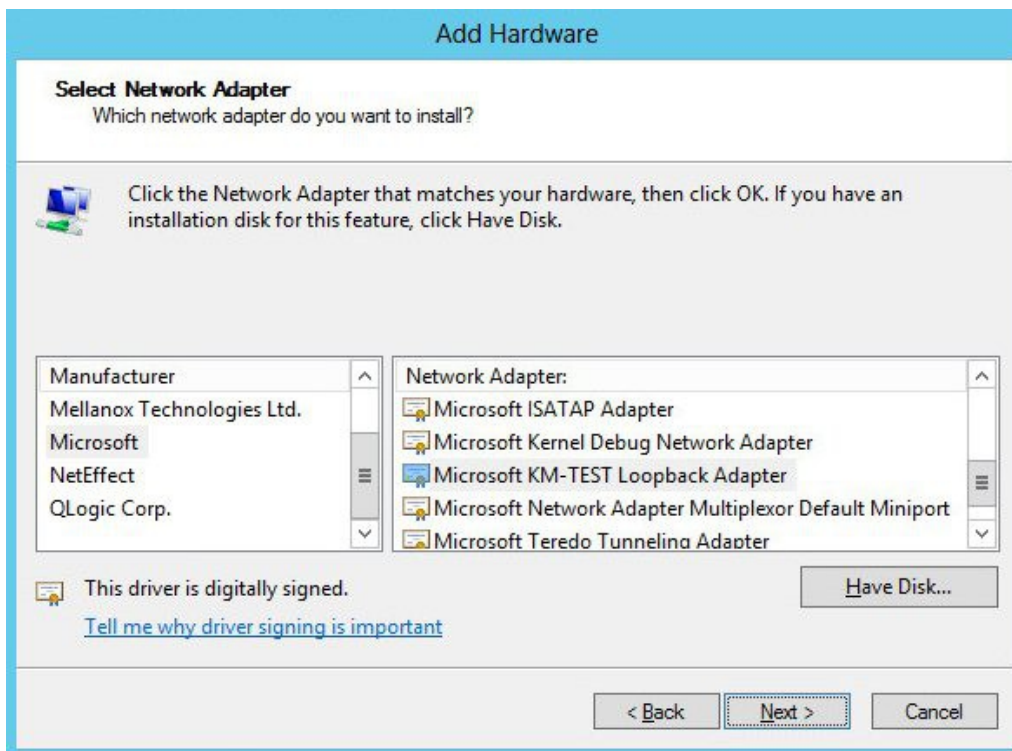 Add Hardware
Select Network Adapter
Which network adapter do you want to install?
Click the Network Adapter that matches your hardware, then click OK. If you have an
installation disk for this feature, click Have Disk.
Manufacturer
Mellanox Technologies Ltd.
Microsoft
NetEffect
QLogic Corp.
Network Adapter:
Microsoft ISATAP Adapter
Microsoft Kernel Debug Network Adapter
Microsoft KM-TEST Loopback Adapter
Microsoft Network Adapter Multiplexor Default Miniport
Microsoft Teredo Tunneling Adapter
This driver is digitally signed.
Have Disk...
Tell me why driver signing is important
< Back
Next >
Cancel